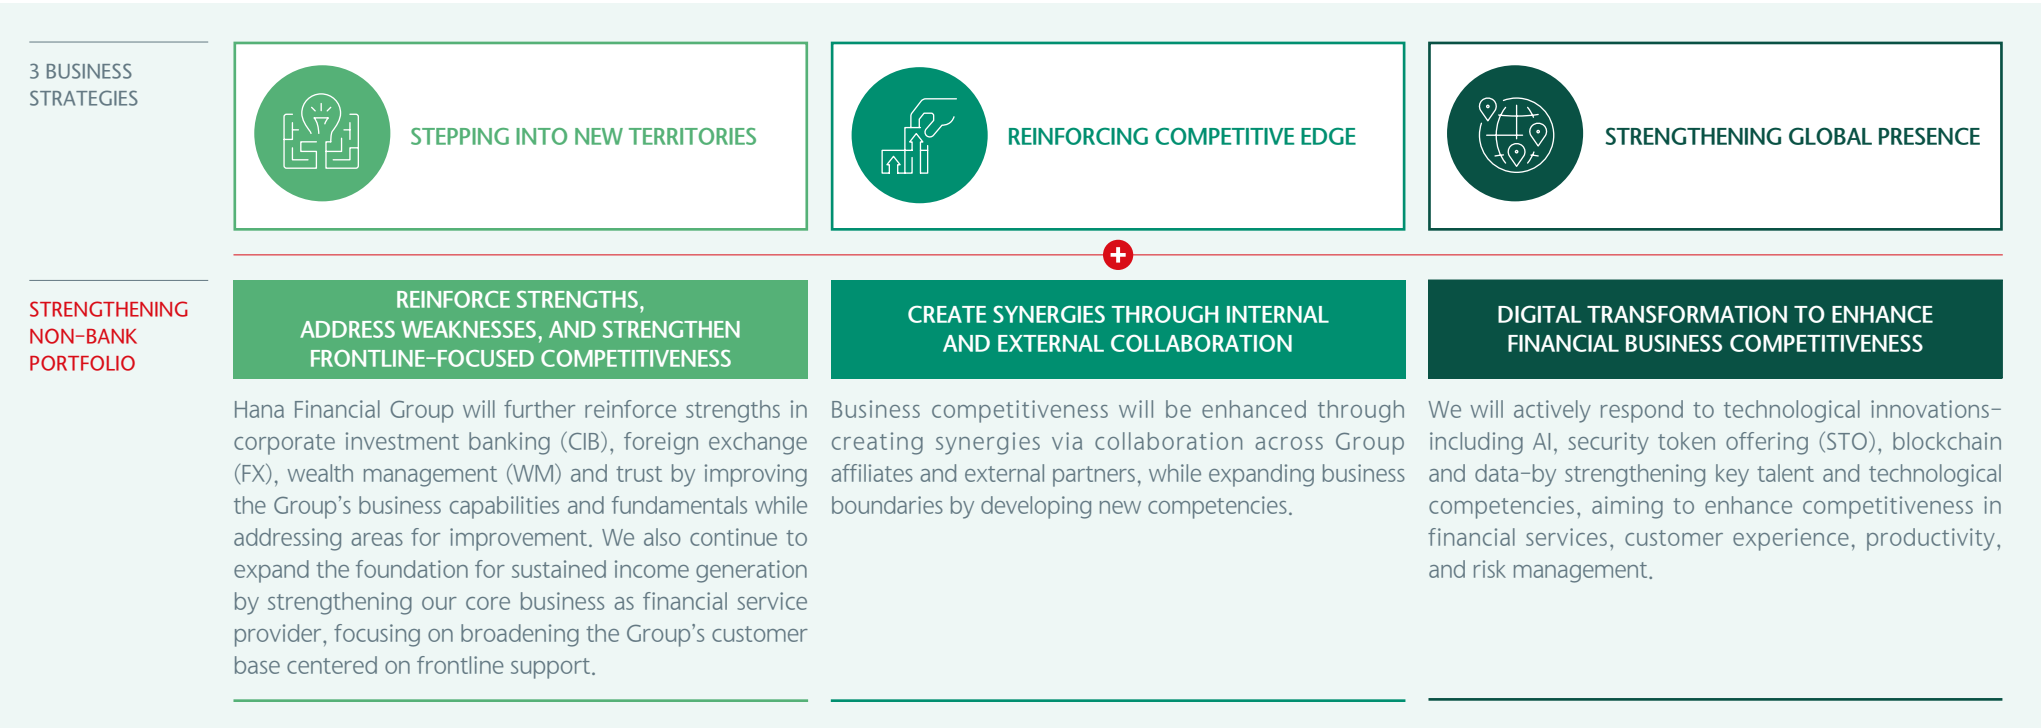 3 BUSINESS
STRATEGIES
STEPPING INTO NEW TERRITORIES
REINFORCING COMPETITIVE EDGE
STRENGTHENING GLOBAL PRESENCE
STRENGTHENING
NON-BANK
PORTFOLIO
REINFORCE STRENGTHS,
ADDRESS WEAKNESSES, AND STRENGTHEN
FRONTLINE-FOCUSED COMPETITIVENESS
Hana Financial Group will further reinforce strengths in
corporate investment banking (CIB), foreign exchange
(FX), wealth management (WM) and trust by improving
the Group's business capabilities and fundamentals while
addressing areas for improvement. We also continue to
expand the foundation for sustained income generation
by strengthening our core business as financial service
provider, focusing on broadening the Group's customer
base centered on frontline support.
CREATE SYNERGIES THROUGH INTERNAL
AND EXTERNAL COLLABORATION
Business competitiveness will be enhanced through
creating synergies via collaboration across Group
affiliates and external partners, while expanding business
boundaries by developing new competencies.
DIGITAL TRANSFORMATION TO ENHANCE
FINANCIAL BUSINESS COMPETITIVENESS
We will actively respond to technological innovations-
including AI, security token offering (STO), blockchain
and data-by strengthening key talent and technological
competencies, aiming to enhance competitiveness in
financial services, customer experience, productivity,
and risk management.